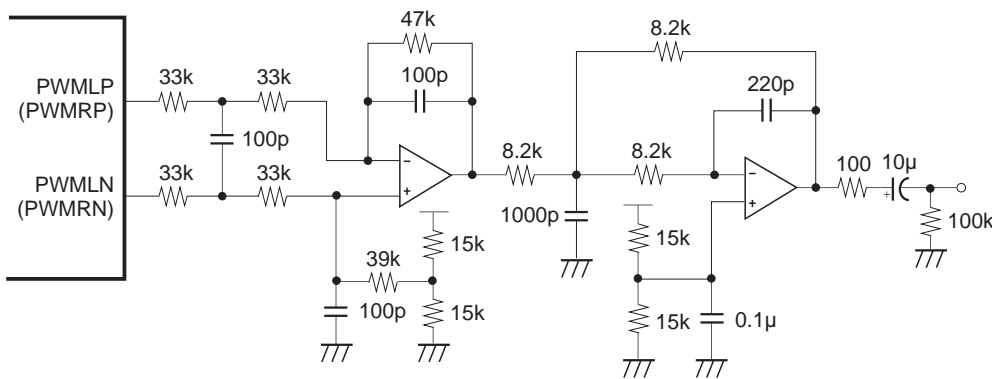 47k
8.2k
PWMLP
(PWMRP)
33k
33k
100p
220p
100p
PWMLN
(PWMRN)
33k
33k
8.2k
8.2k
100
10µ
1000p
15k
15k
100k
39k
100p
15k
15k
0.1µ
−
+
−
+
+